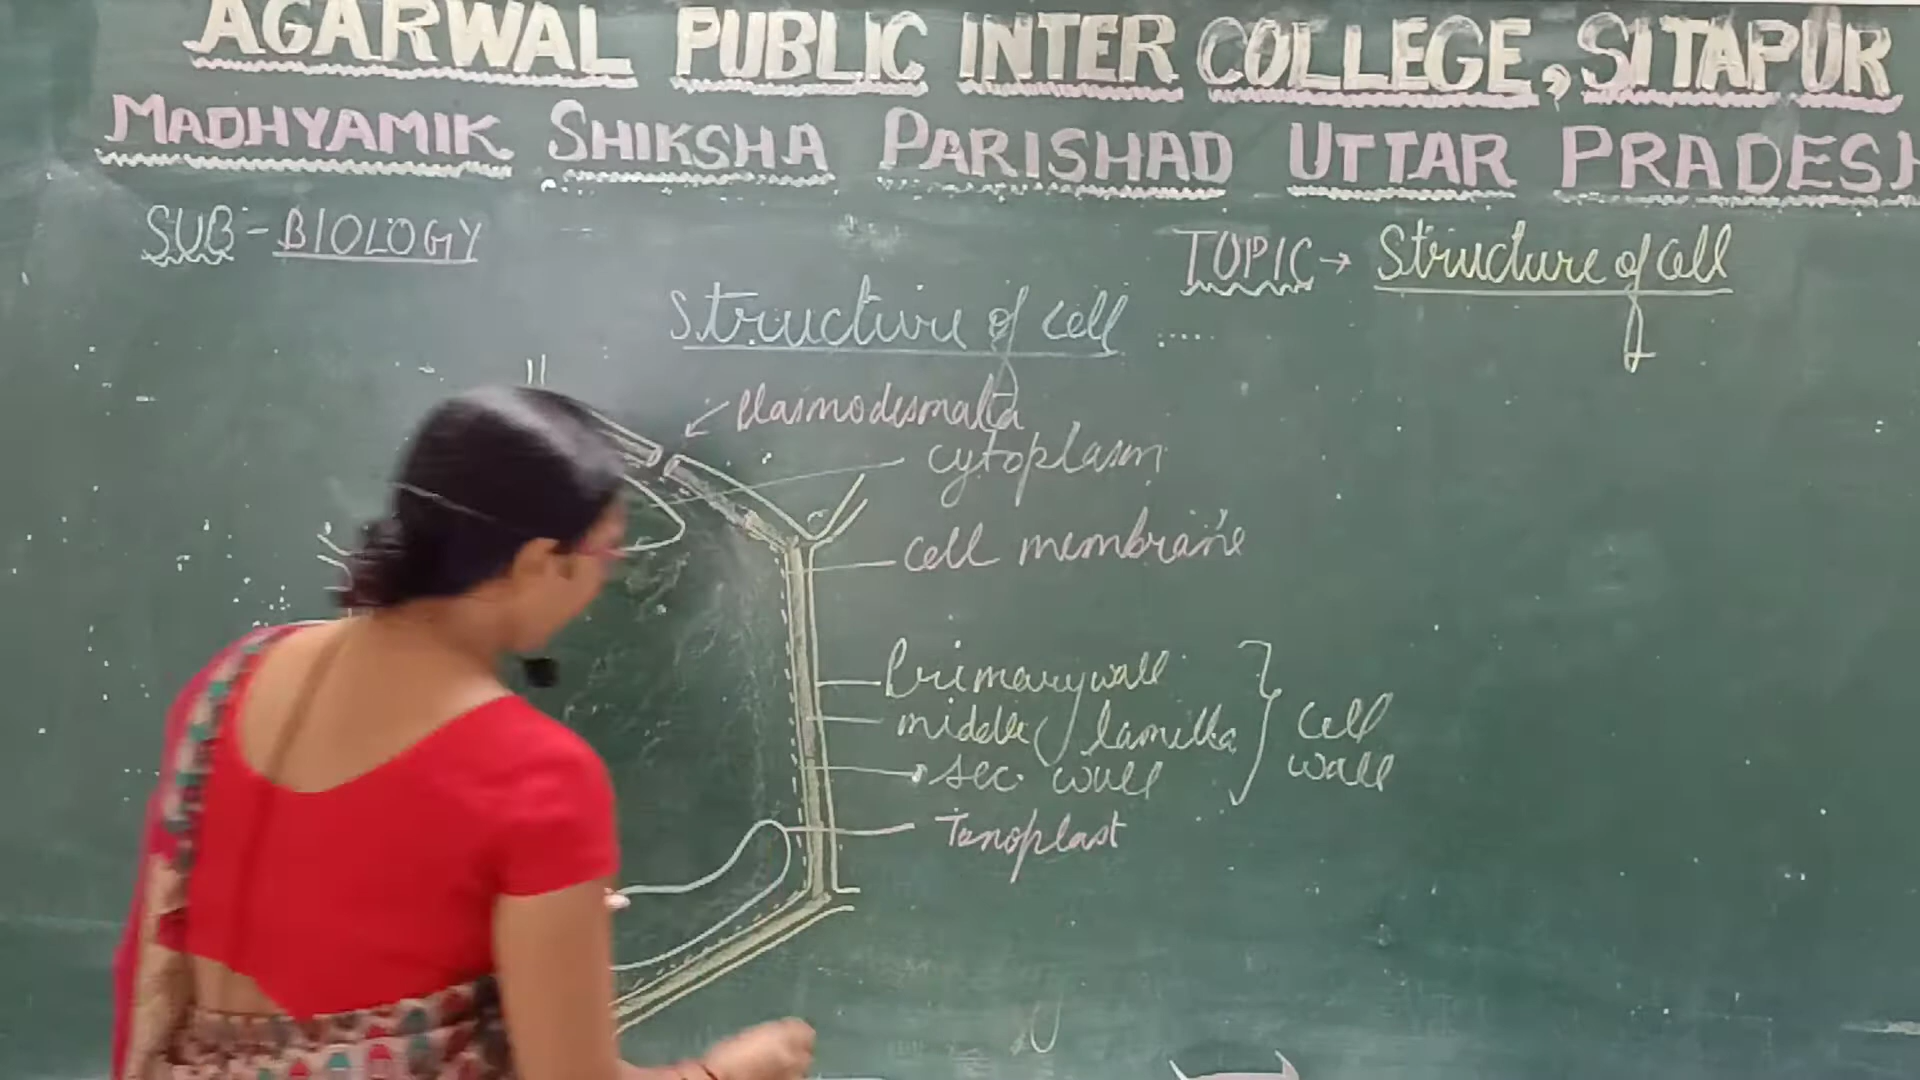 AGARWAL PUBLIC INTER COLLEGE, SITAPUR
MADHYAMIK SHIKSHA PARISHAD UTTAR PRADESH
SUB - BIOLOGY
TOPIC → Structure of cell
Structure of cell ....
Plasmodesmalta
cytoplasm
cell membrane
Primary wall
middle lamella
sec. wall
cell
wall
Tonoplast